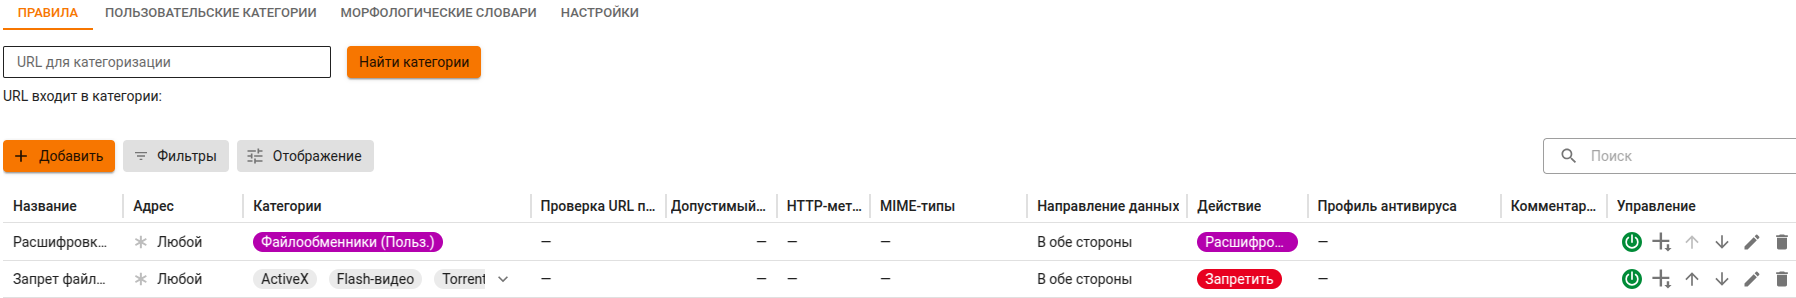 ПРАВИЛА ПОЛЬЗОВАТЕЛЬСКИЕ КАТЕГОРИИ МОРФОЛОГИЧЕСКИЕ СЛОВАРИ НАСТРОЙКИ
URL для категоризации Найти категории
URL входит в категории:
Добавить Фильтры Отображение Поиск
Название Адрес Категории Проверка URL п... Допустимый... HTTP-мет... MIME-типы Направление данных Действие Профиль антивируса Комментар... Управление
Расшифровк... Любой Файлообменники (Польз.) — — — — В обе стороны Расшифро... —
Запрет файл... Любой ActiveX Flash-видео Torrent — — — — В обе стороны Запретить —